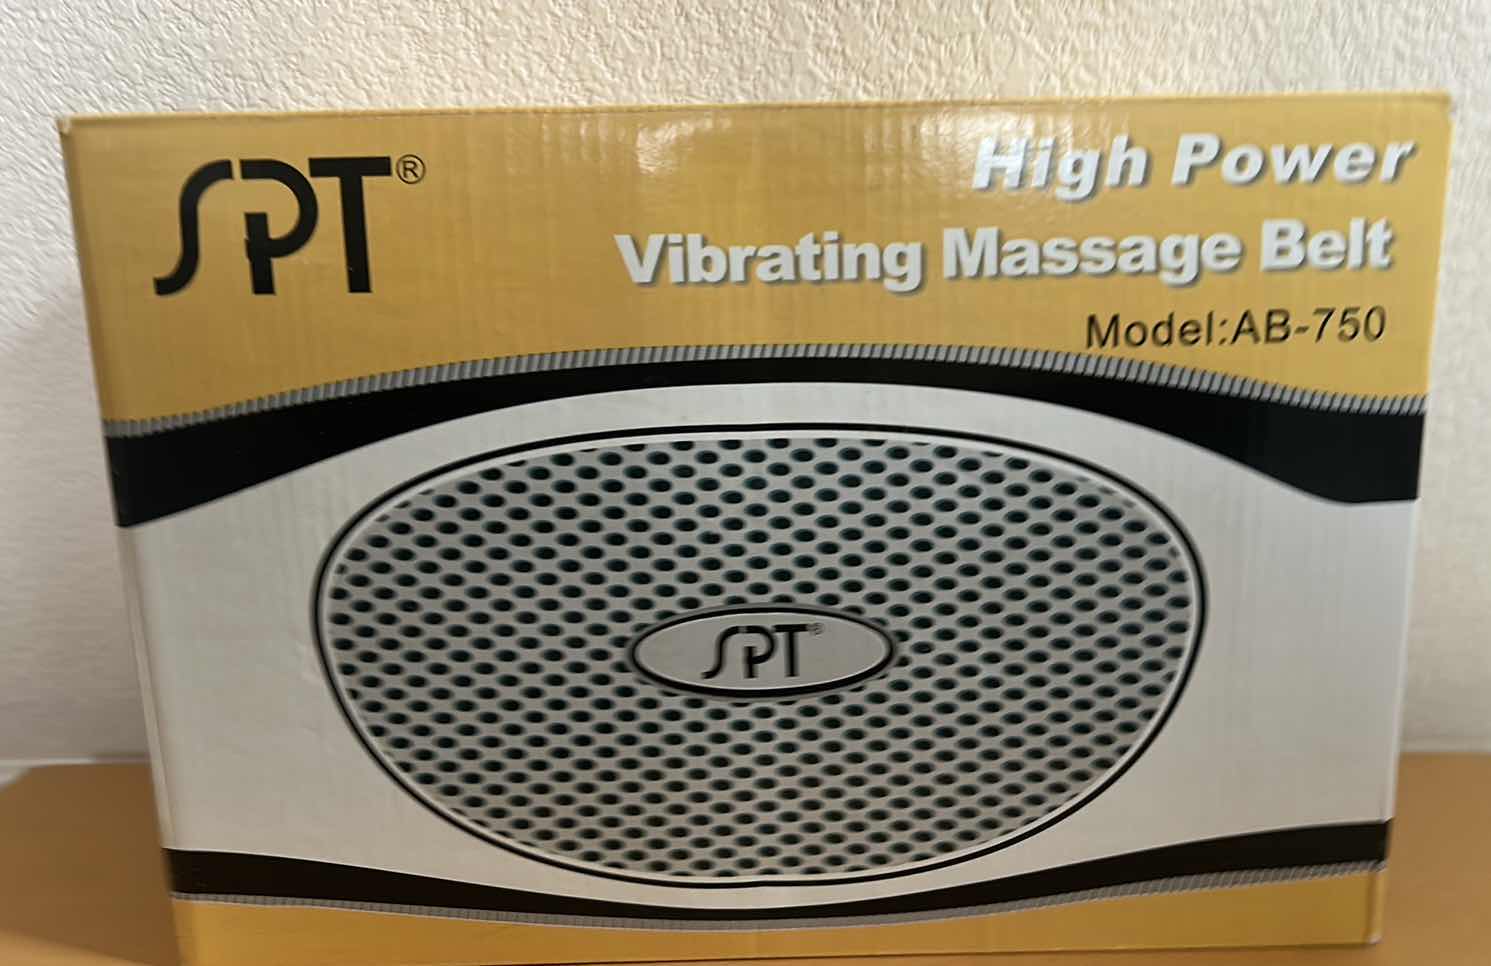 SPT®
High Power
Vibrating Massage Belt
Model:AB-750
SPT®